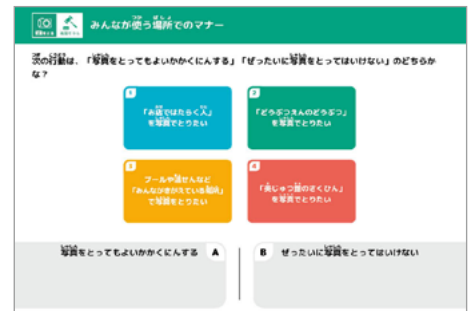 みんなが使う場所でのマナー
次の行動は、「写真をとってもよいかかくにんする」「ぜったいに写真をとってはいけない」のどちらか
な?
1
「お店ではたらく人」
を写真でとりたい
2
「どうぶつえんのどうぶつ」
を写真でとりたい
3
プールや温せんなど
「みんながきがえている場所」
で写真をとりたい
4
「美じゅつ館のさくひん」
を写真でとりたい
写真をとってもよいかかくにんする A
B ぜったいに写真をとってはいけない